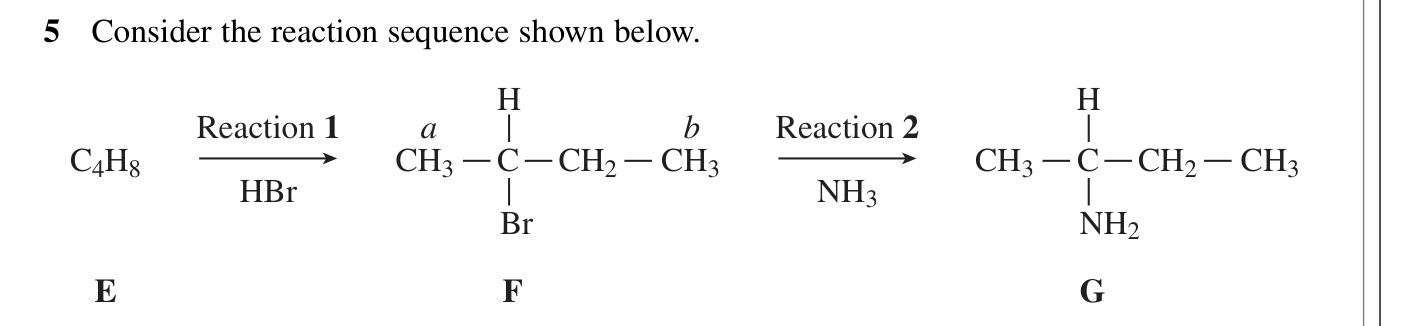 5 Consider the reaction sequence shown below.
H H
Reaction 1 a b Reaction 2
C₄H₈ CH₃ — C — CH₂ — CH₃ CH₃ — C — CH₂ — CH₃
HBr NH₃
Br NH₂
E F G